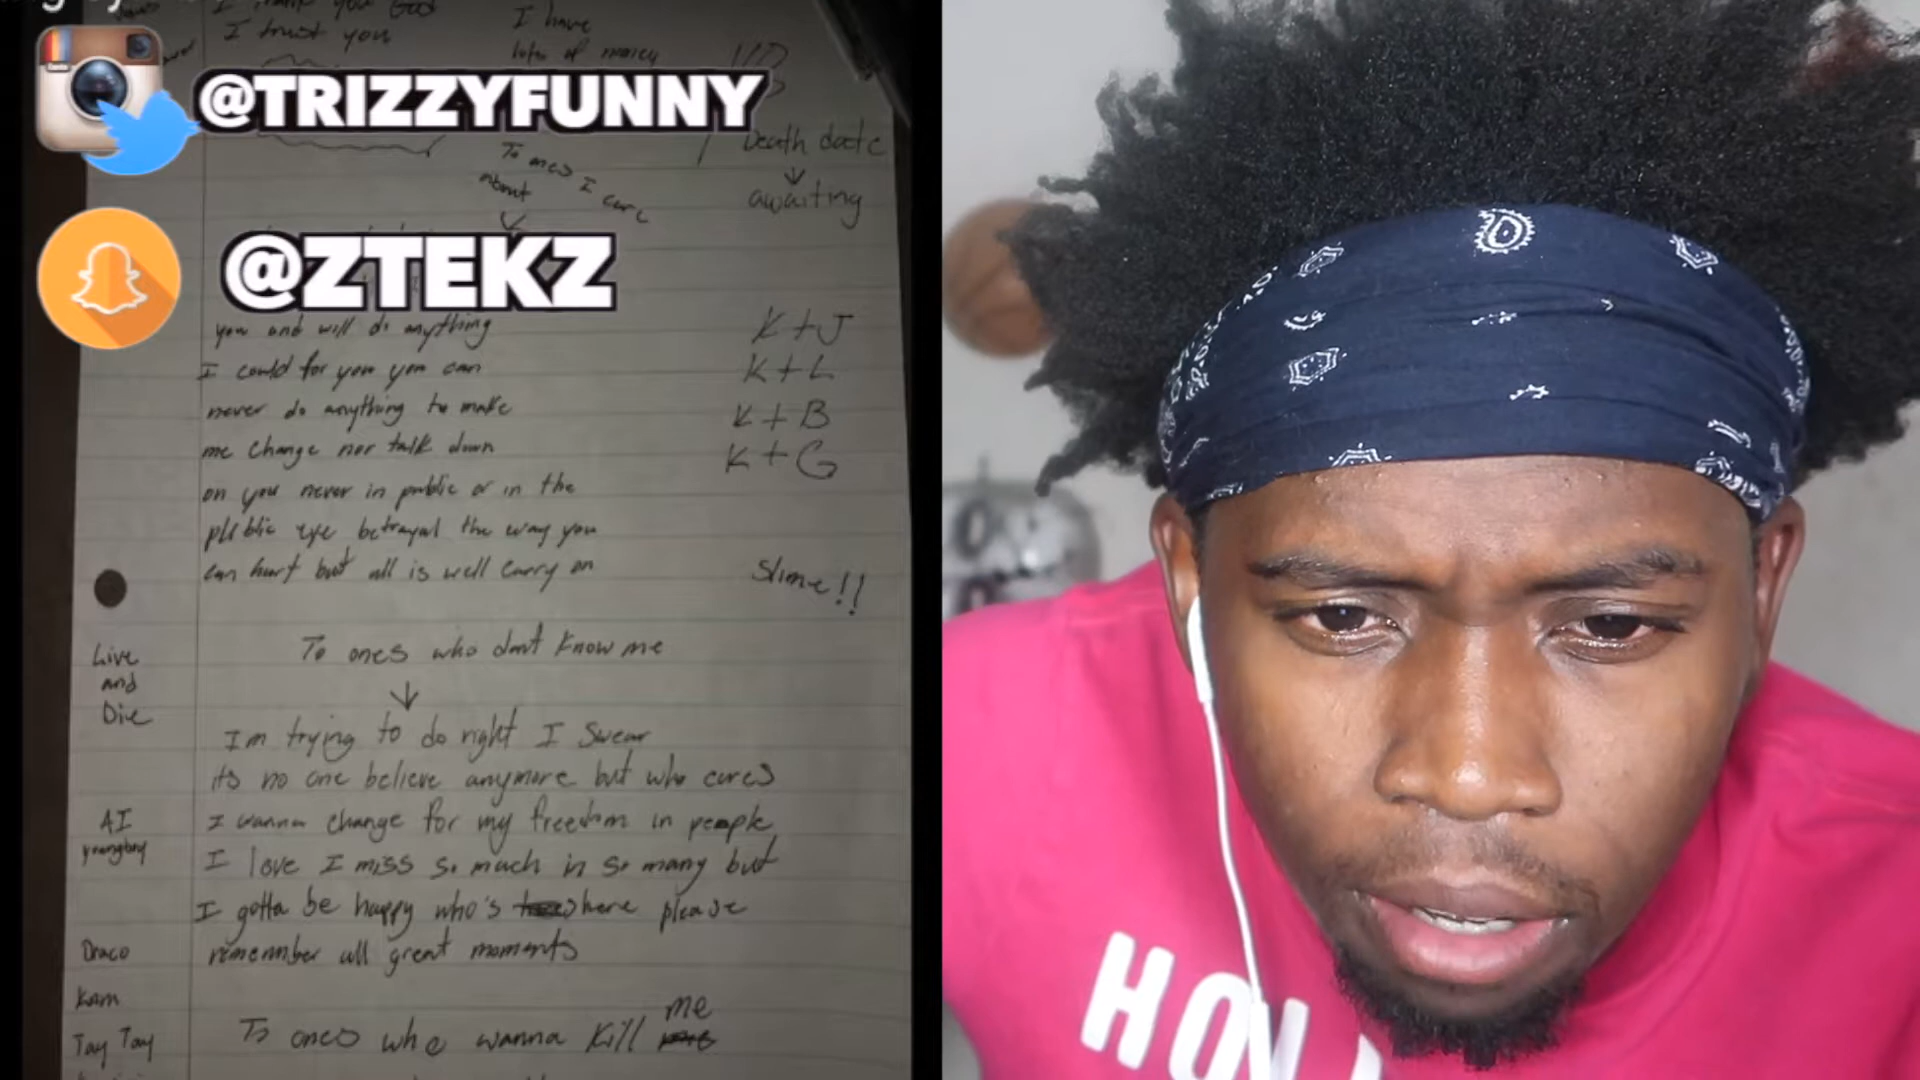 I thank you God
I trust you
I have
lots of mercy
@TRIZZYFUNNY
Death date
awaiting
To ones I care
about
@ZTEKZ
you and will do anything
I could for you you can
never do anything to make
me change nor talk down
on you never in public or in the
public eye betrayal the way you
can hurt but all is well carry on
K+J
K+L
K+B
K+G
Slime!!
To ones who dont know me
Live
and
Die
Im trying to do right I swear
its no one believe anymore but who cares
I wanna change for my freedom in people
I love I miss so much in so many but
I gotta be happy who's here please
remember all great moments
AI
youngboy
Draco
Kam
Tay Tay
To ones who wanna kill me
HO